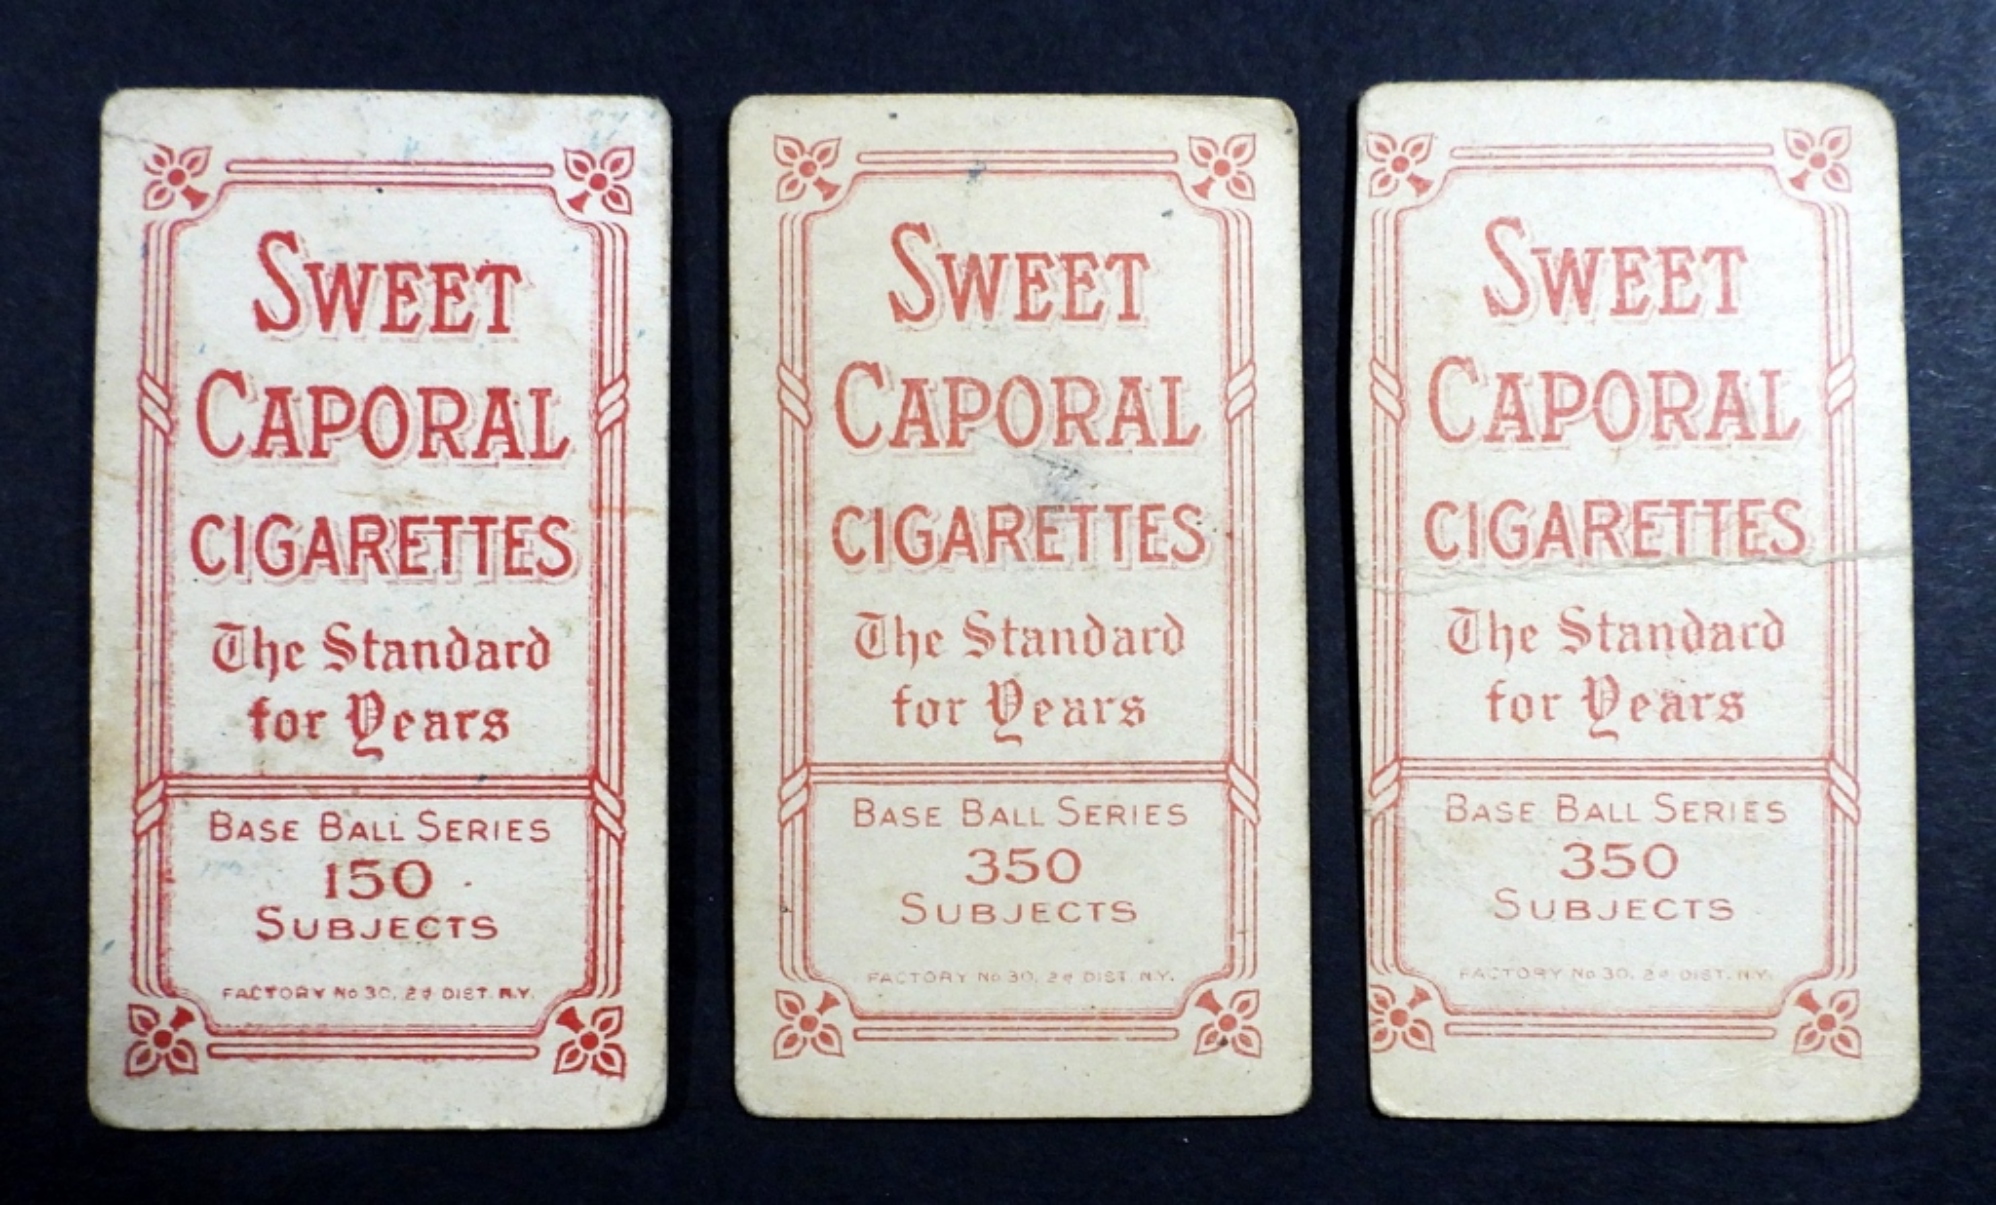 SWEET
CAPORAL
CIGARETTES
The Standard
for Years
BASE BALL SERIES
150
SUBJECTS
FACTORY No 30, 2d DIST. N.Y.
SWEET
CAPORAL
CIGARETTES
The Standard
for Years
BASE BALL SERIES
350
SUBJECTS
FACTORY No 30, 2d DIST. N.Y.
SWEET
CAPORAL
CIGARETTES
The Standard
for Years
BASE BALL SERIES
350
SUBJECTS
FACTORY No 30, 2d DIST. N.Y.